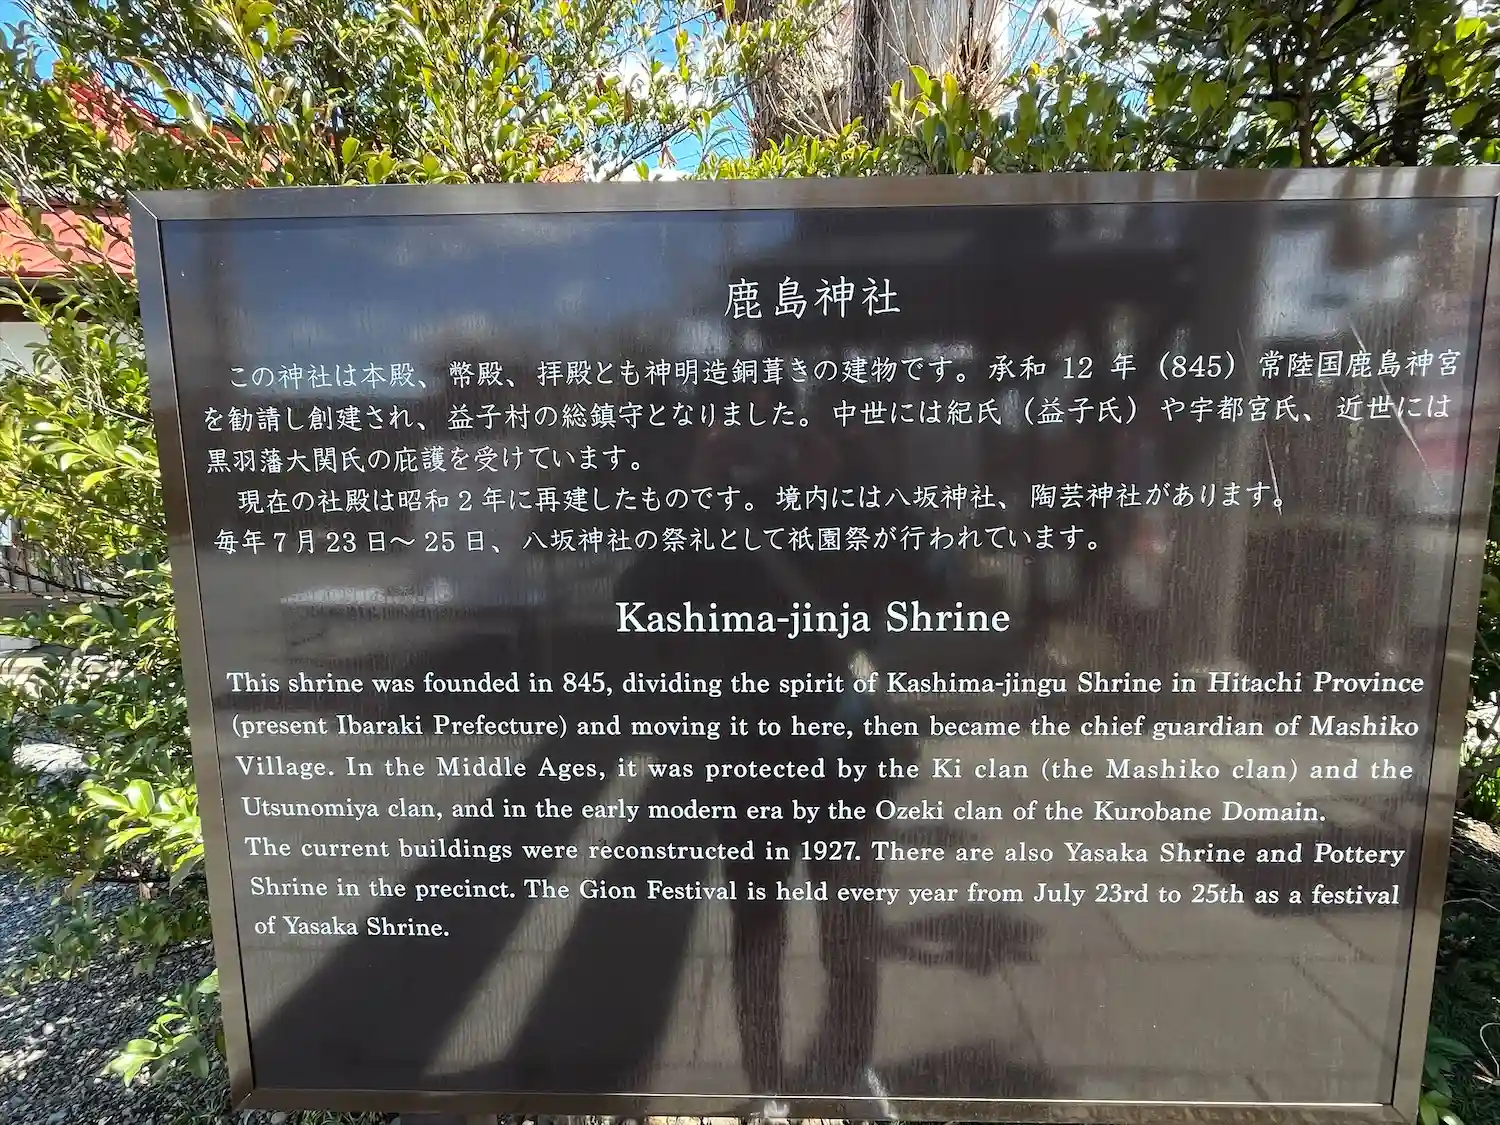 鹿島神社
この神社は本殿、幣殿、拝殿とも神明造銅葺きの建物です。承和 12 年（845）常陸国鹿島神宮
を勧請し創建され、益子村の総鎮守となりました。中世には紀氏（益子氏）や宇都宮氏、近世には
黒羽藩大関氏の庇護を受けています。
現在の社殿は昭和 2 年に再建したものです。境内には八坂神社、陶芸神社があります。
毎年 7 月 23 日～ 25 日、八坂神社の祭礼として祇園祭が行われています。
Kashima-jinja Shrine
This shrine was founded in 845, dividing the spirit of Kashima-jingu Shrine in Hitachi Province
(present Ibaraki Prefecture) and moving it to here, then became the chief guardian of Mashiko
Village. In the Middle Ages, it was protected by the Ki clan (the Mashiko clan) and the
Utsunomiya clan, and in the early modern era by the Ozeki clan of the Kurobane Domain.
The current buildings were reconstructed in 1927. There are also Yasaka Shrine and Pottery
Shrine in the precinct. The Gion Festival is held every year from July 23rd to 25th as a festival
of Yasaka Shrine.